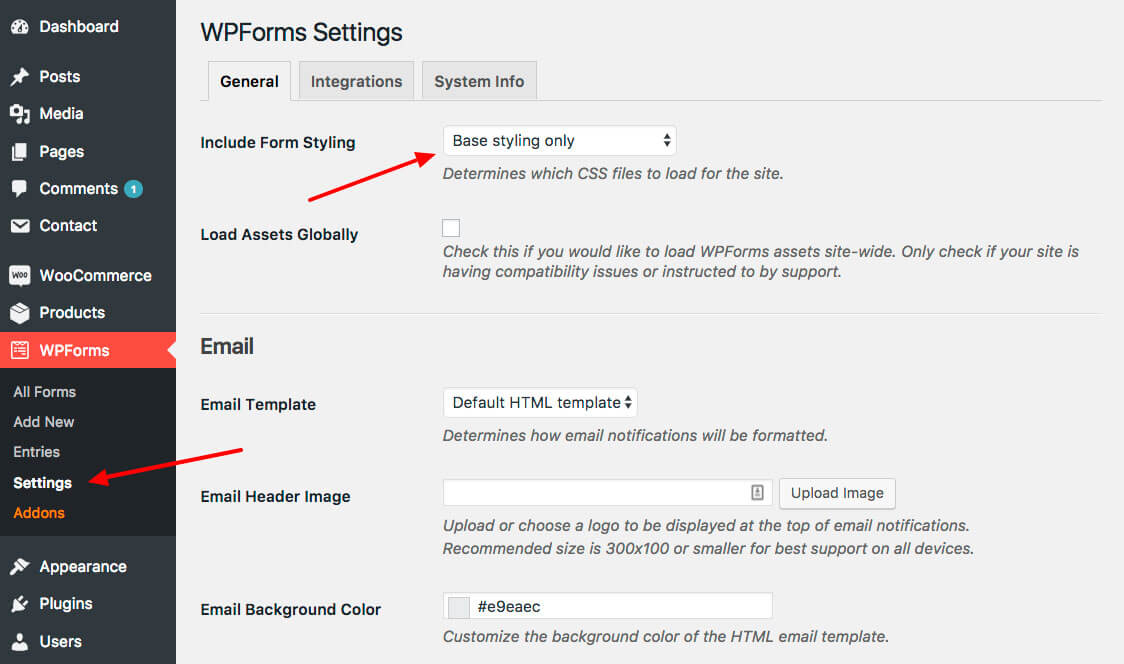 Dashboard
Posts
Media
Pages
Comments 1
Contact
WOO WooCommerce
Products
WPForms
All Forms
Add New
Entries
Settings
Addons
Appearance
Plugins
Users
WPForms Settings
General Integrations System Info
Include Form Styling Base styling only
Determines which CSS files to load for the site.
Load Assets Globally
Check this if you would like to load WPForms assets site-wide. Only check if your site is
having compatibility issues or instructed to by support.
Email
Email Template Default HTML template
Determines how email notifications will be formatted.
Email Header Image Upload Image
Upload or choose a logo to be displayed at the top of email notifications.
Recommended size is 300x100 or smaller for best support on all devices.
Email Background Color #e9eaec
Customize the background color of the HTML email template.